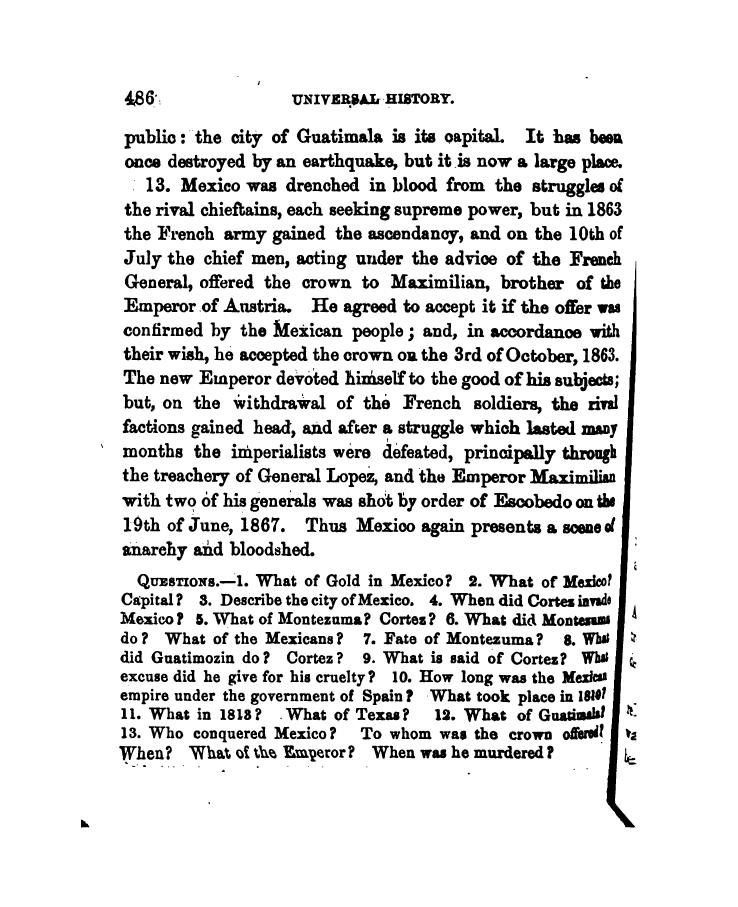 486
UNIVERSAL HISTORY.
public: the city of Guatimala is its capital. It has been
once destroyed by an earthquake, but it is now a large place.
13. Mexico was drenched in blood from the struggles of
the rival chieftains, each seeking supreme power, but in 1863
the French army gained the ascendancy, and on the 10th of
July the chief men, acting under the advice of the French
General, offered the crown to Maximilian, brother of the
Emperor of Austria. He agreed to accept it if the offer was
confirmed by the Mexican people; and, in accordance with
their wish, he accepted the crown on the 3rd of October, 1863.
The new Emperor devoted himself to the good of his subjects;
but, on the withdrawal of the French soldiers, the rival
factions gained head, and after a struggle which lasted many
months the imperialists were defeated, principally through
the treachery of General Lopez, and the Emperor Maximilian
with two of his generals was shot by order of Escobedo on the
19th of June, 1867. Thus Mexico again presents a scene of
anarchy and bloodshed.
QUESTIONS.—1. What of Gold in Mexico? 2. What of Mexico?
Capital? 3. Describe the city of Mexico. 4. When did Cortez invade
Mexico? 5. What of Montezuma? Cortez? 6. What did Montezuma
do? What of the Mexicans? 7. Fate of Montezuma? 8. What
did Guatimozin do? Cortez? 9. What is said of Cortez? What
excuse did he give for his cruelty? 10. How long was the Mexican
empire under the government of Spain? What took place in 1810?
11. What in 1813? What of Texas? 12. What of Guatimala?
13. Who conquered Mexico? To whom was the crown offered?
When? What of the Emperor? When was he murdered?